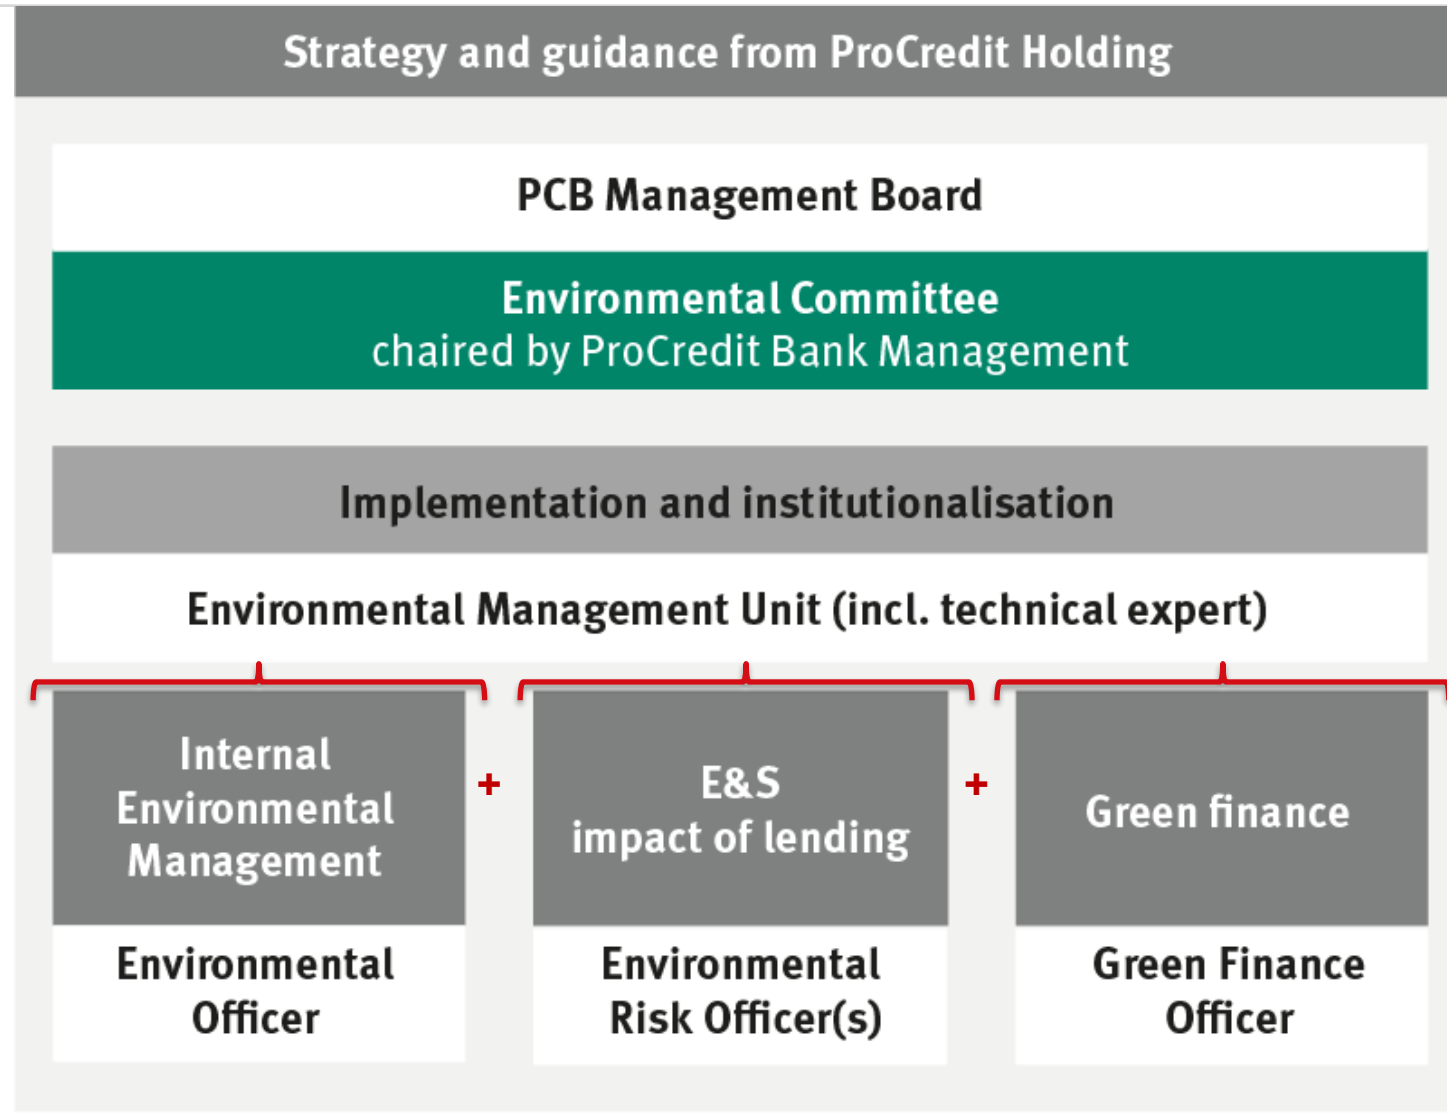 Strategy and guidance from ProCredit Holding
PCB Management Board
Environmental Committee
chaired by ProCredit Bank Management
Implementation and institutionalisation
Environmental Management Unit (incl. technical expert)
Internal
Environmental
Management
Environmental
Officer
+
E&S
impact of lending
Environmental
Risk Officer(s)
+
Green finance
Green Finance
Officer